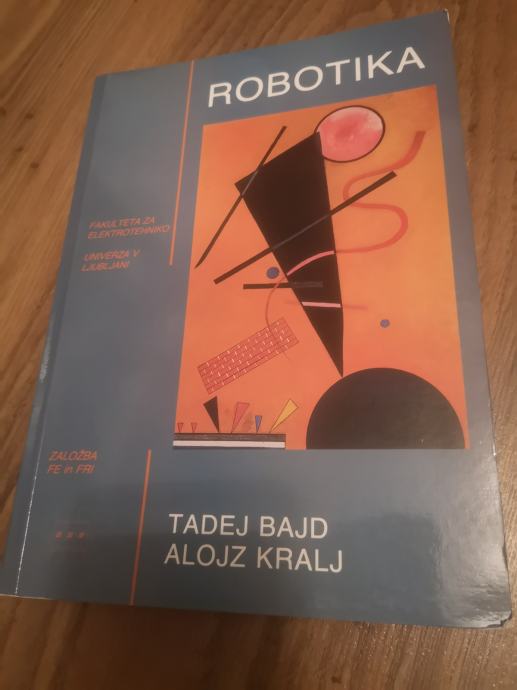 ROBOTIKA
FAKULTETA ZA
ELEKTROTEHNIKO
UNIVERZA V
LJUBLJANI
ZALOŽBA
FE in FRI
TADEJ BAJD
ALOJZ KRALJ